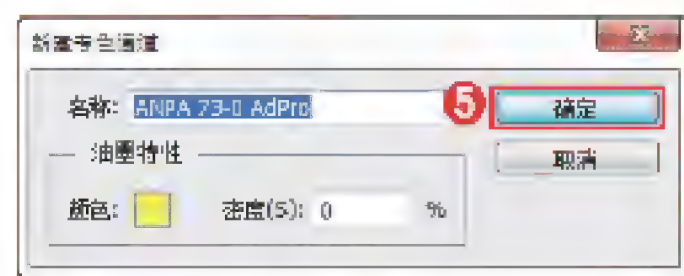 新建专色通道
名称: ANPA 73-0 AdPro
5 确定
油墨特性
取消
颜色: 密度(S): 0 %